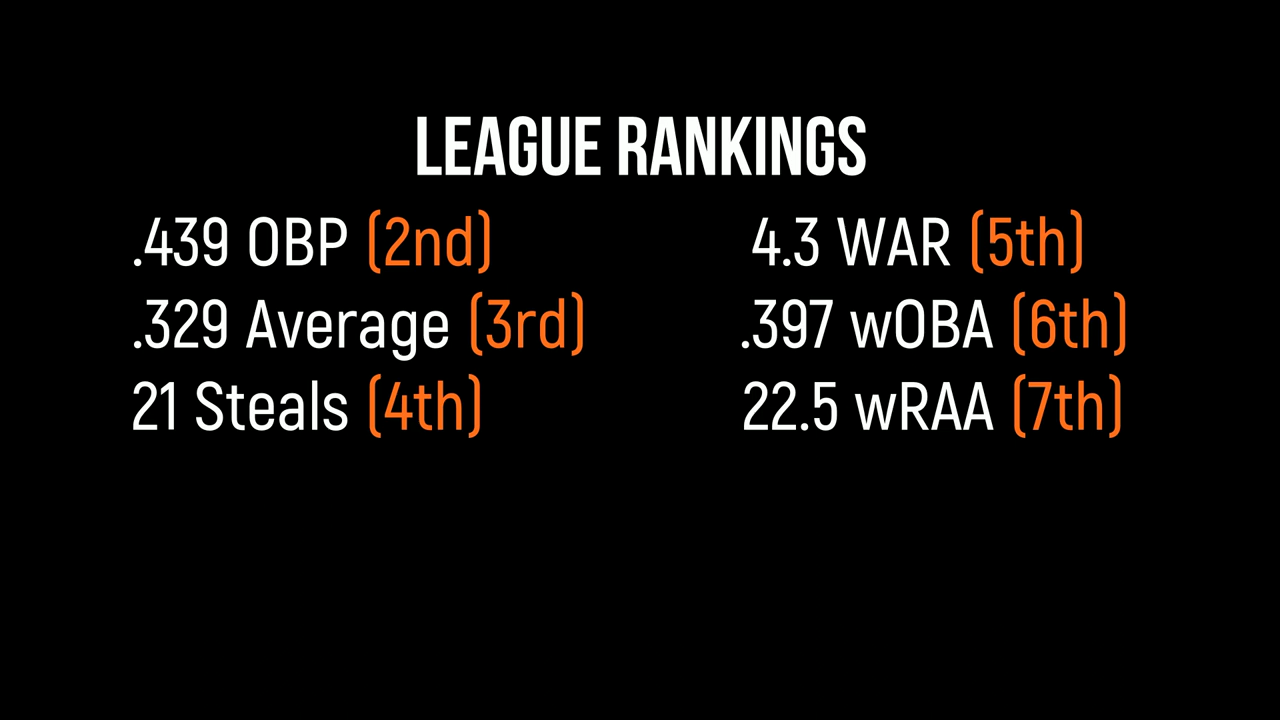 LEAGUE RANKINGS
.439 OBP (2nd)
.329 Average (3rd)
21 Steals (4th)
4.3 WAR (5th)
.397 wOBA (6th)
22.5 wRAA (7th)